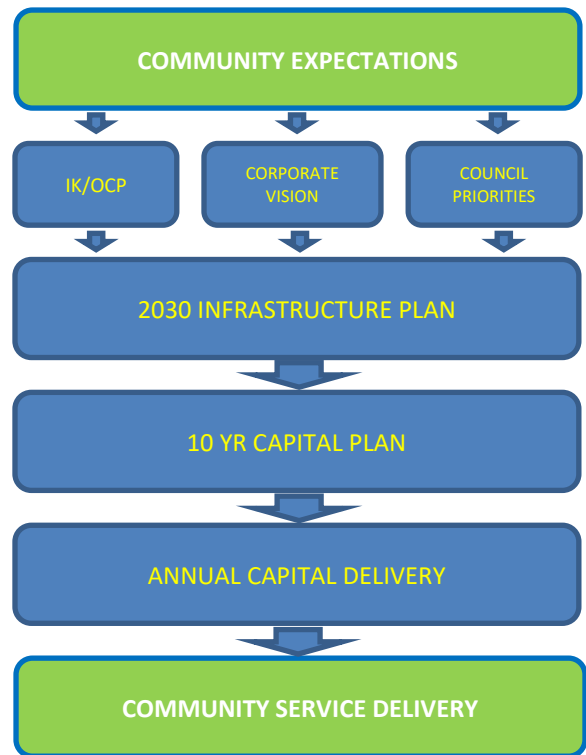 COMMUNITY EXPECTATIONS
IK/OCP
CORPORATE
VISION
COUNCIL
PRIORITIES
2030 INFRASTRUCTURE PLAN
10 YR CAPITAL PLAN
ANNUAL CAPITAL DELIVERY
COMMUNITY SERVICE DELIVERY